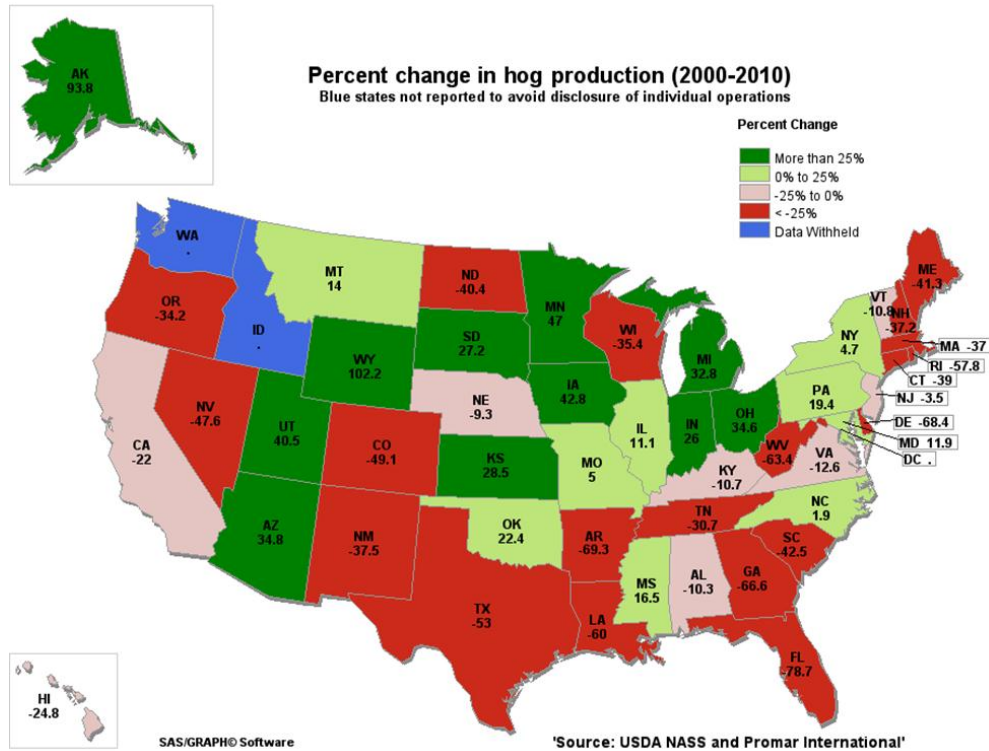 AK
93.8
Percent change in hog production (2000-2010)
Blue states not reported to avoid disclosure of individual operations
Percent Change
More than 25%
0% to 25%
-25% to 0%
< -25%
Data Withheld
WA
.
MT
14
ND
-40.4
MN
47
ME
-41.3
VT
-10.8
NH
-37.2
OR
-34.2
ID
.
SD
27.2
WI
-35.4
NY
4.7
MA -37
RI -57.8
CT -39
NJ -3.5
WY
102.2
MI
32.8
PA
19.4
DE -68.4
MD 11.9
DC .
NE
-9.3
IA
42.8
NV
-47.6
UT
40.5
CO
-49.1
IL
11.1
IN
26
OH
34.6
WV
-63.4
VA
-12.6
CA
-22
KS
28.5
MO
5
KY
-10.7
NC
1.9
AZ
34.8
NM
-37.5
OK
22.4
AR
-69.3
TN
-30.7
SC
-42.5
MS
16.5
AL
-10.3
GA
-66.6
TX
-53
LA
-60
FL
-78.7
HI
-24.8
SAS/GRAPH© Software
'Source: USDA NASS and Promar International'